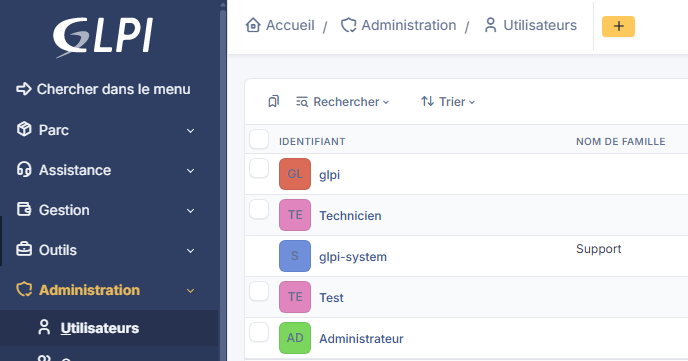 GLPI
Accueil / Administration / Utilisateurs +
Chercher dans le menu
Parc
Assistance
Gestion
Outils
Administration
Utilisateurs
Rechercher Trier
IDENTIFIANT NOM DE FAMILLE
GL glpi
TE Technicien
S glpi-system Support
TE Test
AD Administrateur